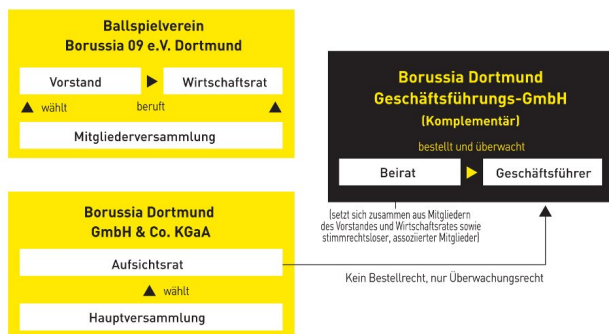 Ballspielverein
Borussia 09 e.V. Dortmund
Vorstand
Wirtschaftsrat
wählt
beruft
Mitgliederversammlung
Borussia Dortmund
Geschäftsführungs-GmbH
(Komplementär)
bestellt und überwacht
Beirat
Geschäftsführer
(setzt sich zusammen aus Mitgliedern
des Vorstandes und Wirtschaftsrates sowie
stimmrechtsloser, assoziierter Mitglieder)
Borussia Dortmund
GmbH & Co. KGaA
Aufsichtsrat
Kein Bestellrecht, nur Überwachungsrecht
wählt
Hauptversammlung